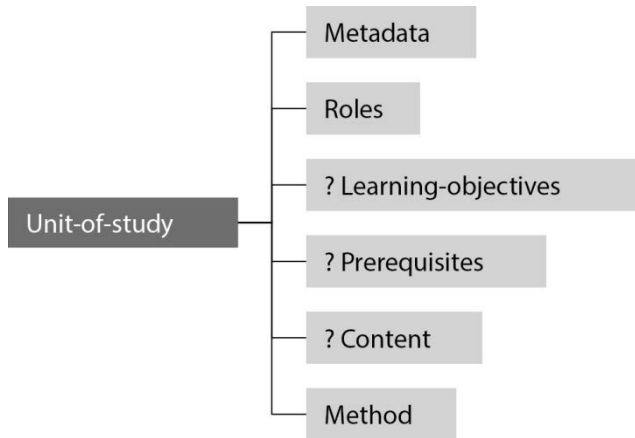 Metadata
Roles
? Learning-objectives
Unit-of-study
? Prerequisites
? Content
Method